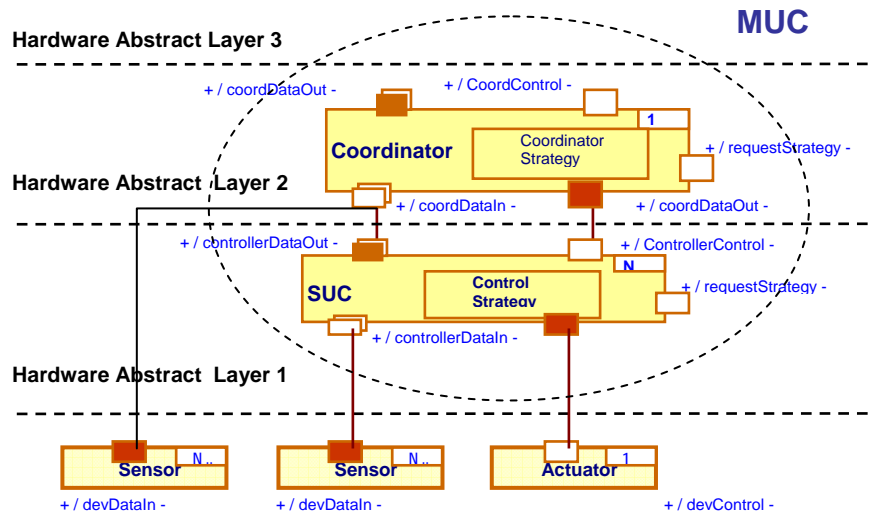 MUC
Hardware Abstract Layer 3
+ / coordDataOut -
+ / CoordControl -
1
Coordinator
Coordinator
Strategy
+ / requestStrategy -
Hardware Abstract Layer 2
+ / coordDataIn -
+ / coordDataOut -
+ / controllerDataOut -
+ / ControllerControl -
N
SUC
Control
Strategy
+ / requestStrategy -
+ / controllerDataIn -
Hardware Abstract Layer 1
Sensor
N..
Sensor
N..
Actuator
1
+ / devDataIn -
+ / devDataIn -
+ / devControl -